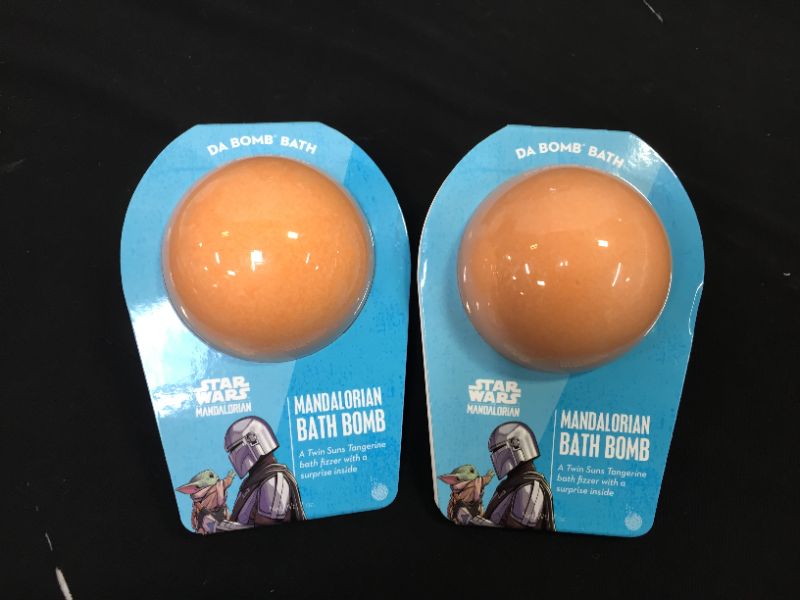 DA BOMB® BATH
STAR
WARS
MANDALORIAN
MANDALORIAN
BATH BOMB
A Twin Suns Tangerine
bath fizzer with a
surprise inside
DA BOMB® BATH
STAR
WARS
MANDALORIAN
MANDALORIAN
BATH BOMB
A Twin Suns Tangerine
bath fizzer with a
surprise inside